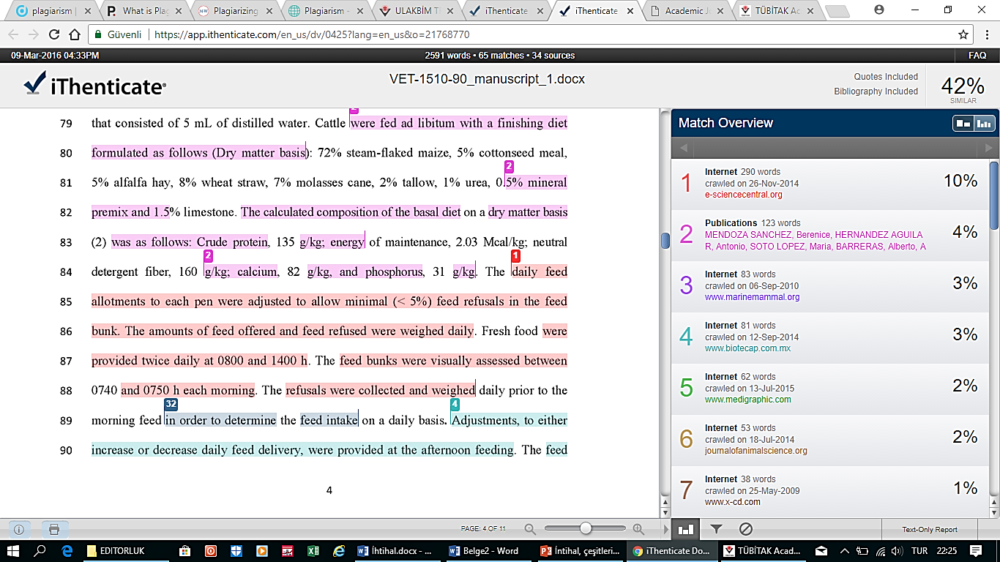 plagiarism |
What is Plag
Plagiarizing
Plagiarism -
ULAKBİM T
iThenticate
iThenticate
Academic J
TÜBİTAK Ac
Güvenli | https://app.ithenticate.com/en_us/dv/0425?lang=en_us&o=21768770
09-Mar-2016 04:33PM
2591 words • 65 matches • 34 sources
FAQ
iThenticate®
VET-1510-90_manuscript_1.docx
Quotes Included
Bibliography Included
42%
SIMILAR
79 that consisted of 5 mL of distilled water. Cattle were fed ad libitum with a finishing diet
80 formulated as follows (Dry matter basis): 72% steam-flaked maize, 5% cottonseed meal,
2
81 5% alfalfa hay, 8% wheat straw, 7% molasses cane, 2% tallow, 1% urea, 0.5% mineral
82 premix and 1.5% limestone. The calculated composition of the basal diet on a dry matter basis
83 (2) was as follows: Crude protein, 135 g/kg; energy of maintenance, 2.03 Mcal/kg; neutral
2 1
84 detergent fiber, 160 g/kg; calcium, 82 g/kg, and phosphorus, 31 g/kg. The daily feed
85 allotments to each pen were adjusted to allow minimal (< 5%) feed refusals in the feed
86 bunk. The amounts of feed offered and feed refused were weighed daily. Fresh food were
87 provided twice daily at 0800 and 1400 h. The feed bunks were visually assessed between
88 0740 and 0750 h each morning. The refusals were collected and weighed daily prior to the
32 4
89 morning feed in order to determine the feed intake on a daily basis. Adjustments, to either
90 increase or decrease daily feed delivery, were provided at the afternoon feeding. The feed
4
Match Overview
1 Internet 290 words 10%
crawled on 26-Nov-2014
e-sciencecentral.org
2 Publications 123 words 4%
MENDOZA SANCHEZ, Berenice, HERNANDEZ AGUILA
R, Antonio, SOTO LOPEZ, Maria, BARRERAS, Alberto, A
3 Internet 83 words 3%
crawled on 06-Sep-2010
www.marinemammal.org
4 Internet 81 words 3%
crawled on 12-Sep-2014
www.biotecap.com.mx
5 Internet 62 words 2%
crawled on 13-Jul-2015
www.medigraphic.com
6 Internet 53 words 2%
crawled on 18-Jul-2014
journalofanimalscience.org
7 Internet 38 words 1%
crawled on 25-May-2009
www.x-cd.com
PAGE: 4 OF 11
Text-Only Report
EDITORLUK
İntihal.docx - ...
Belge2 - Word
İntihal, çeşitleri...
iThenticate Do...
TÜBİTAK Acad...
TUR
22:25